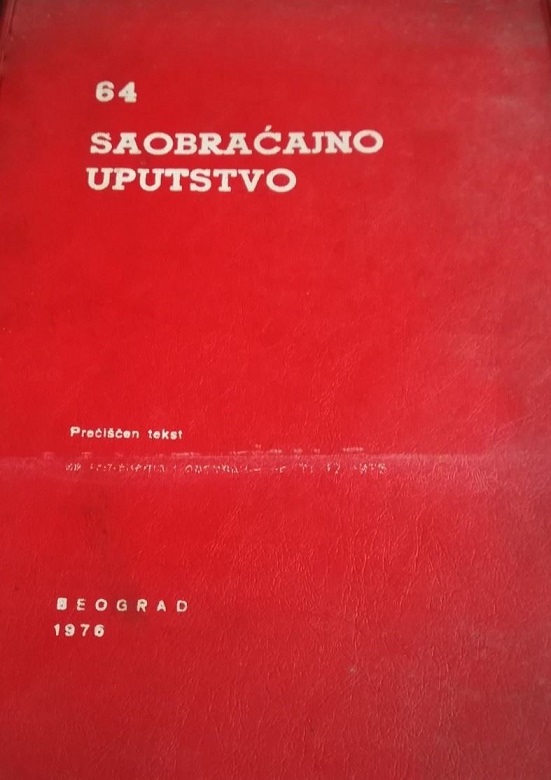 64
SAOBRAĆAJNO
UPUTSTVO
Prečišćen tekst
BEOGRAD
1976